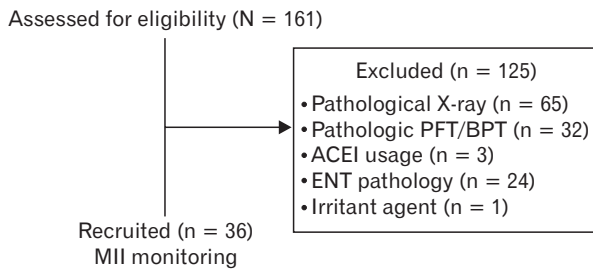 Assessed for eligibility (N = 161)
Excluded (n = 125)
• Pathological X-ray (n = 65)
• Pathologic PFT/BPT (n = 32)
• ACEI usage (n = 3)
• ENT pathology (n = 24)
• Irritant agent (n = 1)
Recruited (n = 36)
MII monitoring